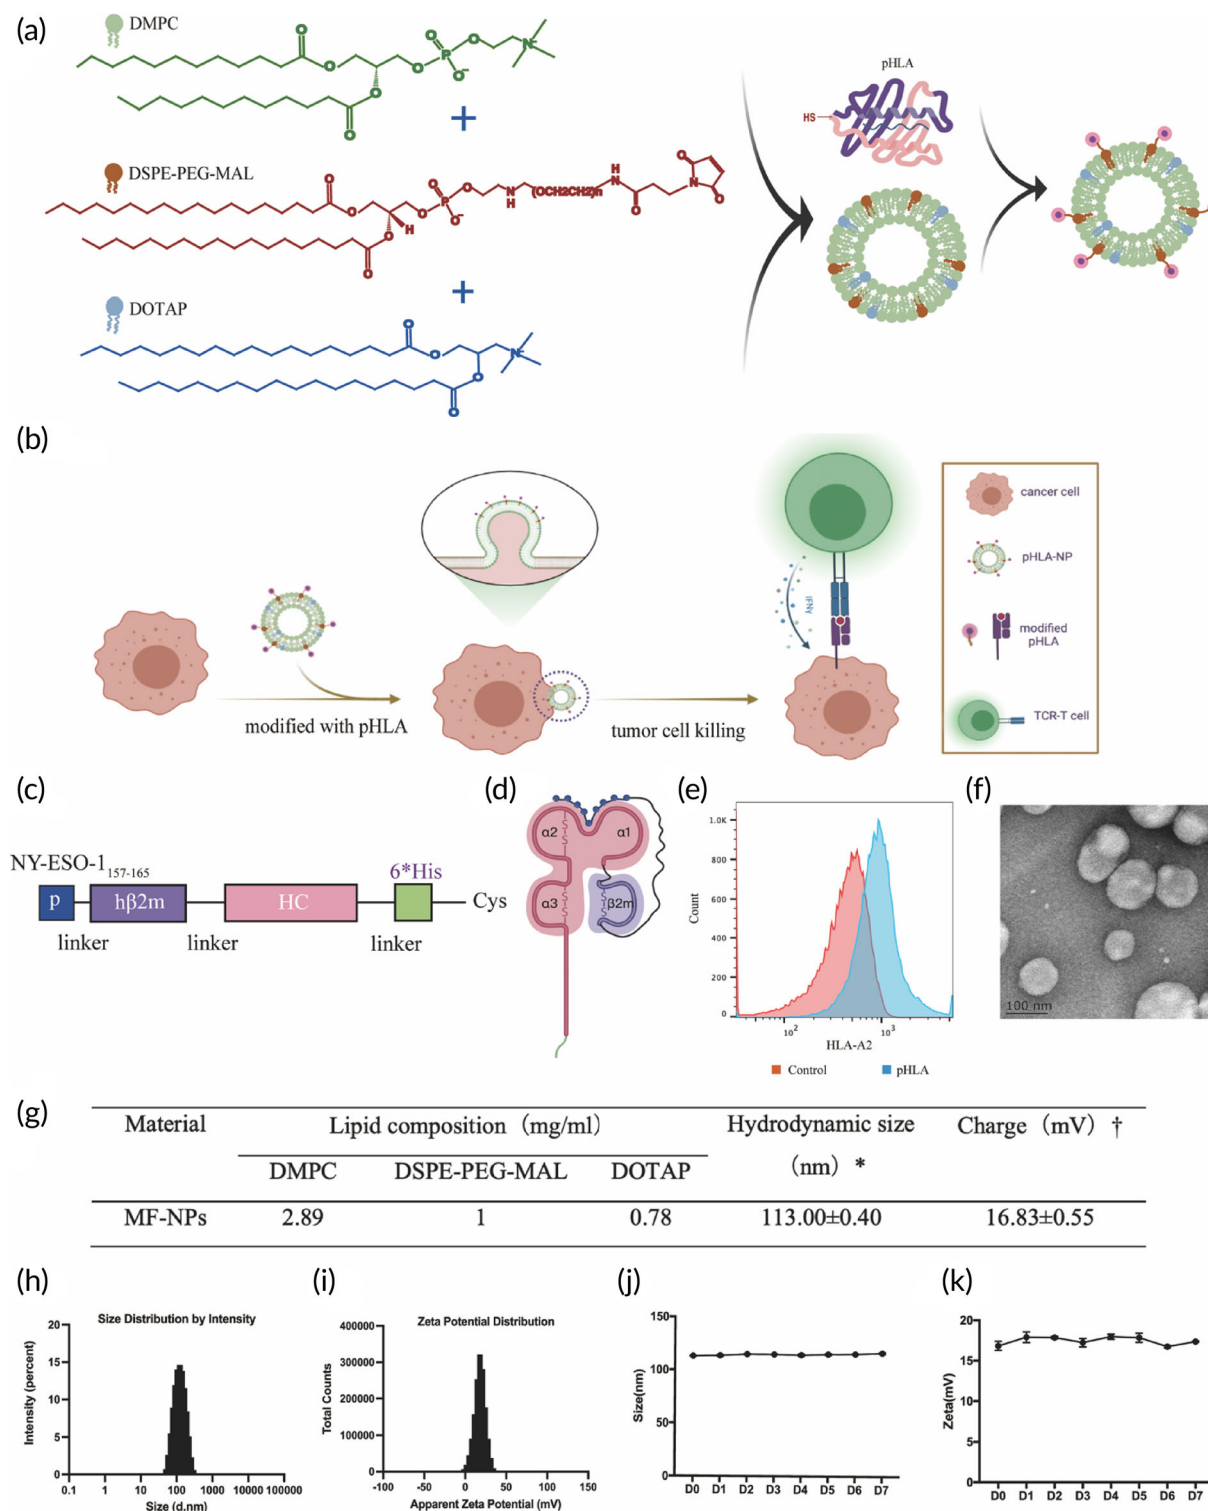 (a)
DMPC
O
O
O
P
O
N+
O
O-
O
O
+
pHLA
HS
DSPE-PEG-MAL
O
O
O
O
P
O
N
H
(OCH2CH2)n
H
N
O
N
O
O
O-
H
O
O
+
DOTAP
O
O
N+
O
O
(b)
IFNγ
cancer cell
pHLA-NP
modified
pHLA
TCR-T cell
modified with pHLA
tumor cell killing
(c)
NY-ESO-1157-165
p
hβ2m
HC
6*His
Cys
linker
linker
linker
(d)
α2
S
S
α1
α3
S
S
S
S
β2m
(e)
1.0K
800
600
400
200
0
Count
10²
10³
HLA-A2
Control
pHLA
(f)
100 nm
(g)
Material
Lipid composition (mg/ml)
Hydrodynamic size
(nm) *
Charge (mV) †
DMPC
DSPE-PEG-MAL
DOTAP
MF-NPs
2.89
1
0.78
113.00±0.40
16.83±0.55
(h)
Size Distribution by Intensity
Intensity (percent)
20
15
10
5
0
0.1
1
10
100
1000
10000
100000
Size (d.nm)
(i)
Zeta Potential Distribution
Total Counts
400000
300000
200000
100000
0
-100
-50
0
50
100
150
Apparent Zeta Potential (mV)
(j)
Size(nm)
150
100
50
0
D0 D1 D2 D3 D4 D5 D6 D7
(k)
Zeta(mV)
20
15
10
5
0
D0 D1 D2 D3 D4 D5 D6 D7